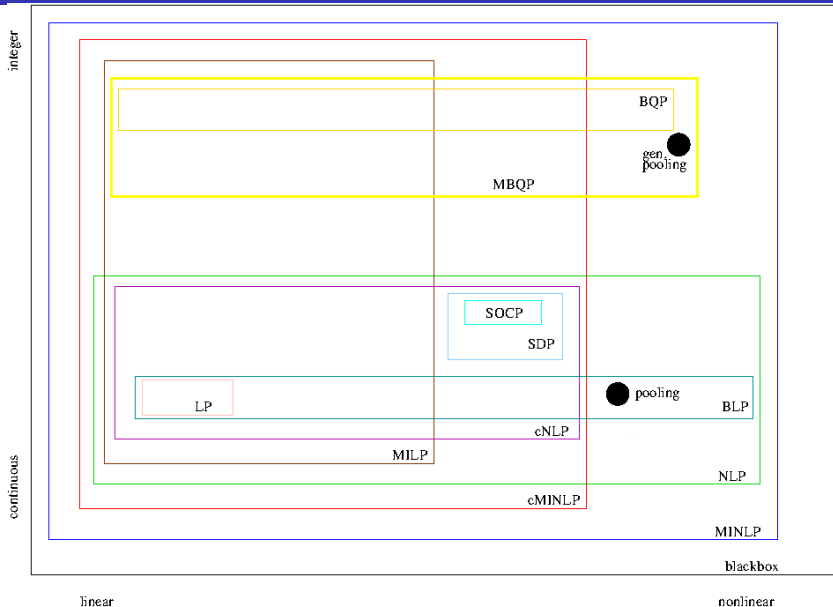 integer
BQP
gen.
pooling
MBQP
SOCP
SDP
pooling
LP
BLP
cNLP
MILP
continuous
NLP
cMINLP
MINLP
blackbox
linear
nonlinear